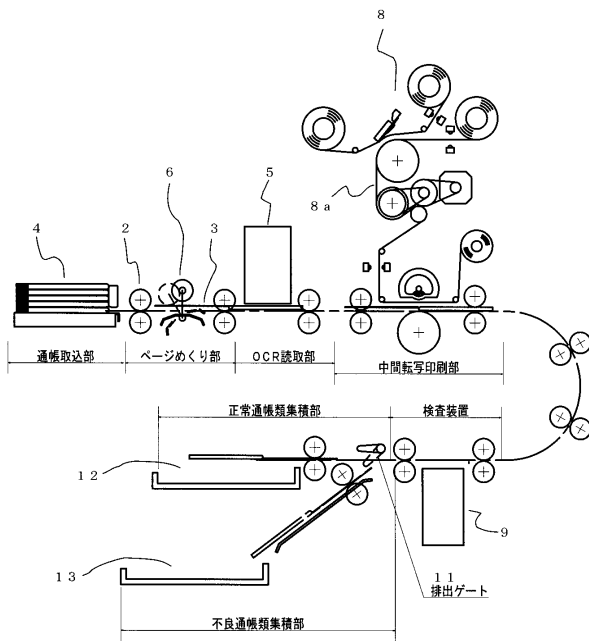 8
6
5
8a
4
2
3
通帳取込部
ページめくり部
OCR読取部
中間転写印刷部
正常通帳類集積部
検査装置
12
9
13
11
排出ゲート
不良通帳類集積部